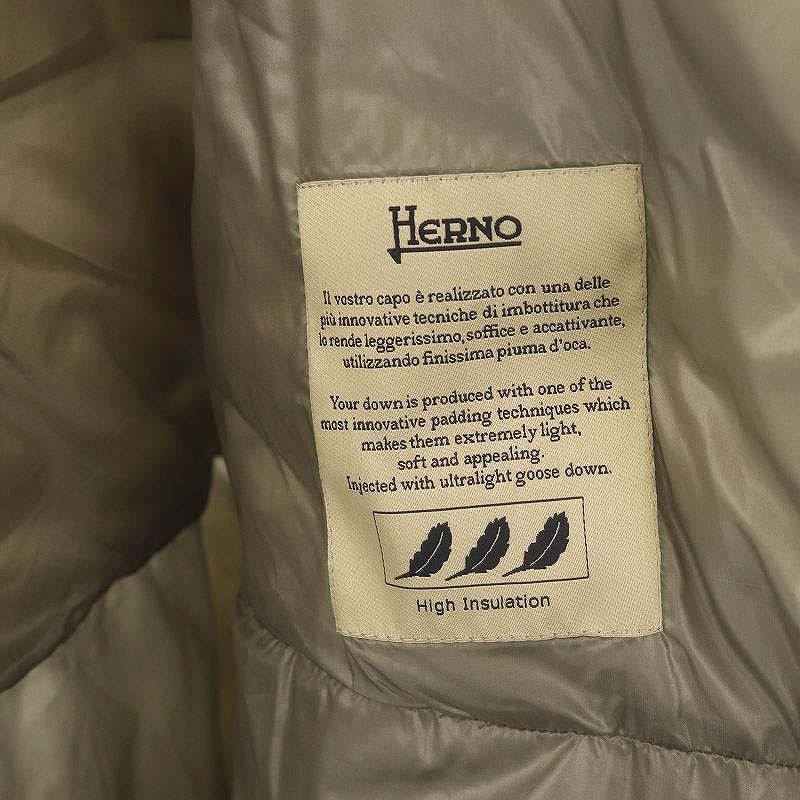 HERNO
Il vostro capo è realizzato con una delle
più innovative tecniche di imbottitura che
lo rende leggerissimo, soffice e accattivante,
utilizzando finissima piuma d'oca.
Your down is produced with one of the
most innovative padding techniques which
makes them extremely light,
soft and appealing.
Injected with ultralight goose down.
High Insulation